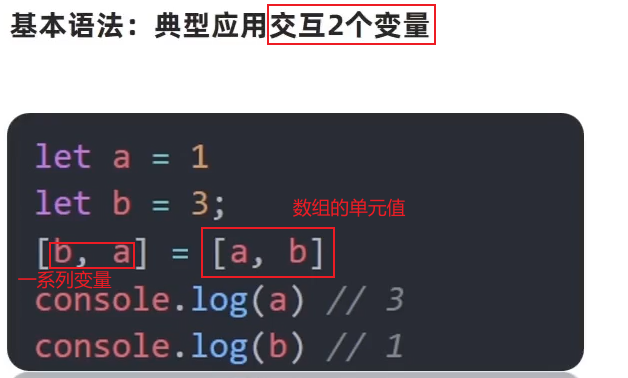 基本语法：典型应用交互2个变量
let a = 1
let b = 3;
数组的单元值
[b, a] = [a, b]
一系列变量
console.log(a) // 3
console.log(b) // 1